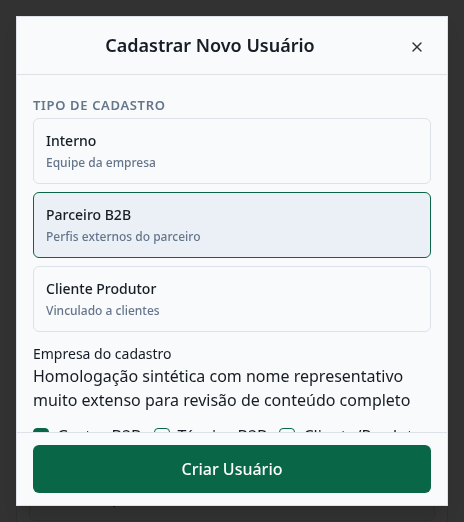 Cadastrar Novo Usuário
×
TIPO DE CADASTRO
Interno
Equipe da empresa
Parceiro B2B
Perfis externos do parceiro
Cliente Produtor
Vinculado a clientes
Empresa do cadastro
Homologação sintética com nome representativo
muito extenso para revisão de conteúdo completo
Criar Usuário